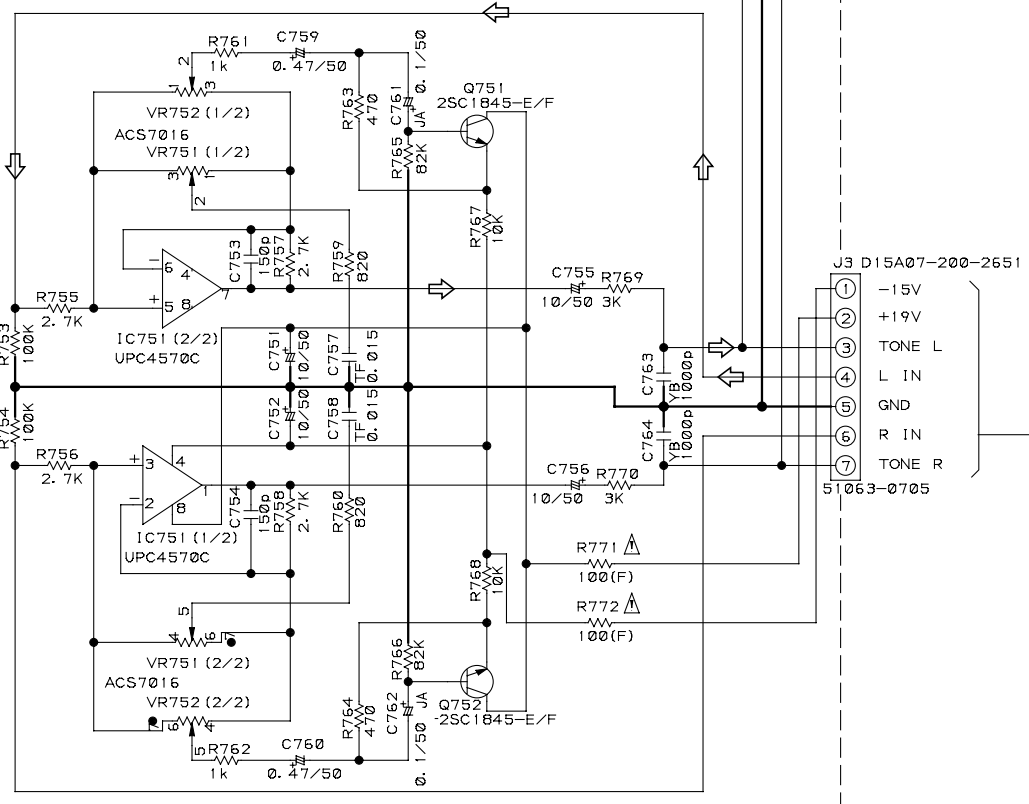 R761
1k
C759
0.47/50
2
1
3
VR752 (1/2)
ACS7016
VR751 (1/2)
3
1
2
R763
470
C761
0.1/50
JA
Q751
2SC1845-E/F
R765
82K
R767
10K
6
5
4
8
7
−
+
C753
150p
R757
2.7K
R759
820
R755
2.7K
IC751 (2/2)
UPC4570C
R753
100K
C751
10/50
C757
TF
0.015
C755
10/50
R769
3K
J3 D15A07-200-2651
1 -15V
2 +19V
3 TONE L
4 L IN
5 GND
6 R IN
7 TONE R
51063-0705
C763
YB
1000p
C764
YB
1000p
R754
100K
C752
10/50
C758
TF
0.015
R756
2.7K
+
3
−
2
4
8
1
IC751 (1/2)
UPC4570C
C754
150p
R758
2.7K
R760
820
C756
10/50
R770
3K
R771
100(F)
R772
100(F)
R768
10K
5
4
6
7
VR751 (2/2)
ACS7016
VR752 (2/2)
7
6
4
5
R762
1k
C760
0.47/50
R764
470
R766
82K
C762
JA
0.1/50
Q752
2SC1845-E/F